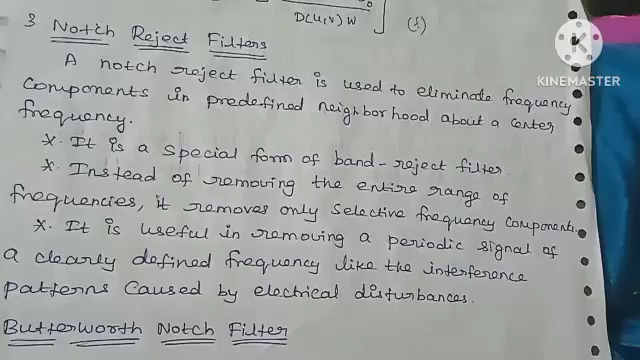 D(u,v) W
(1)
3 Notch Reject Filters
A notch reject filter is used to eliminate frequency
components in predefined neighborhood about a center
frequency.
*. It is a special form of band-reject filter.
*. Instead of removing the entire range of
frequencies, it removes only selective frequency components.
*. It is useful in removing a periodic signal of
a clearly defined frequency like the interference
patterns caused by electrical disturbances.
Butterworth Notch Filter
KINEMASTER